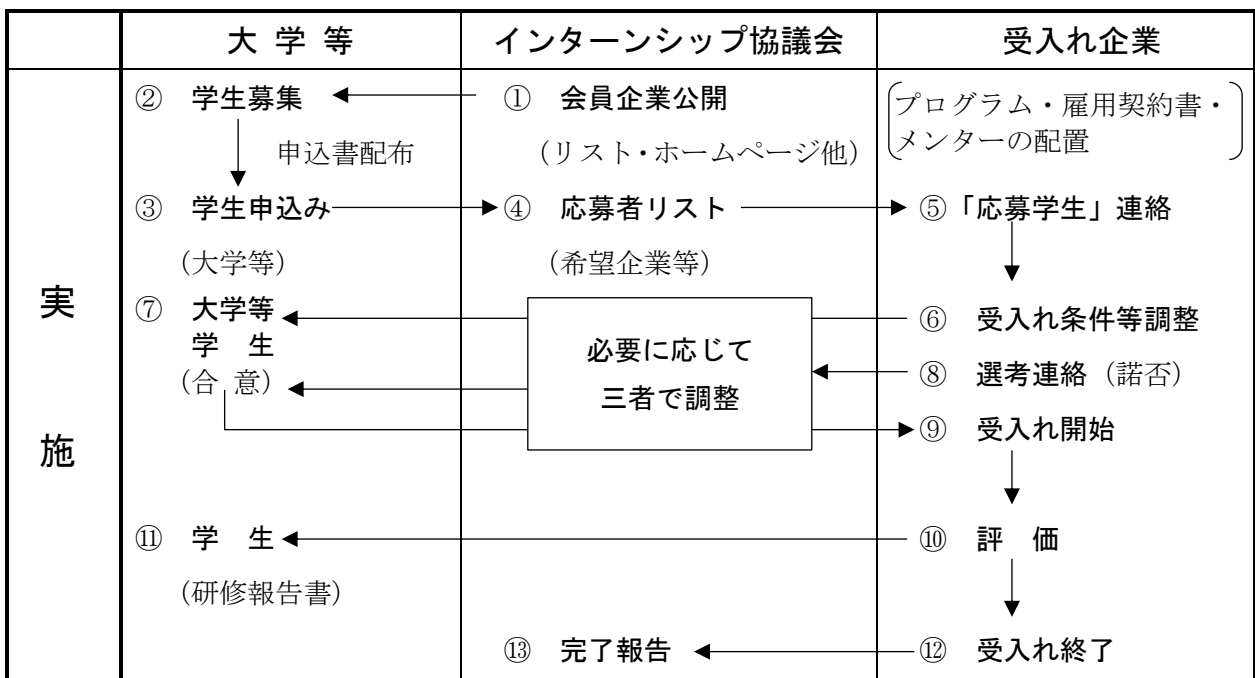 大 学 等
インターンシップ協議会
受入れ企業
実
施
② 学生募集
① 会員企業公開
プログラム・雇用契約書・
メンターの配置
申込書配布
(リスト・ホームページ他)
③ 学生申込み
④ 応募者リスト
⑤「応募学生」連絡
(大学等)
(希望企業等)
⑦ 大学等
学 生
(合 意)
必要に応じて
三者で調整
⑥ 受入れ条件等調整
⑧ 選考連絡(諾否)
⑨ 受入れ開始
⑪ 学 生
⑩ 評 価
(研修報告書)
⑬ 完了報告
⑫ 受入れ終了